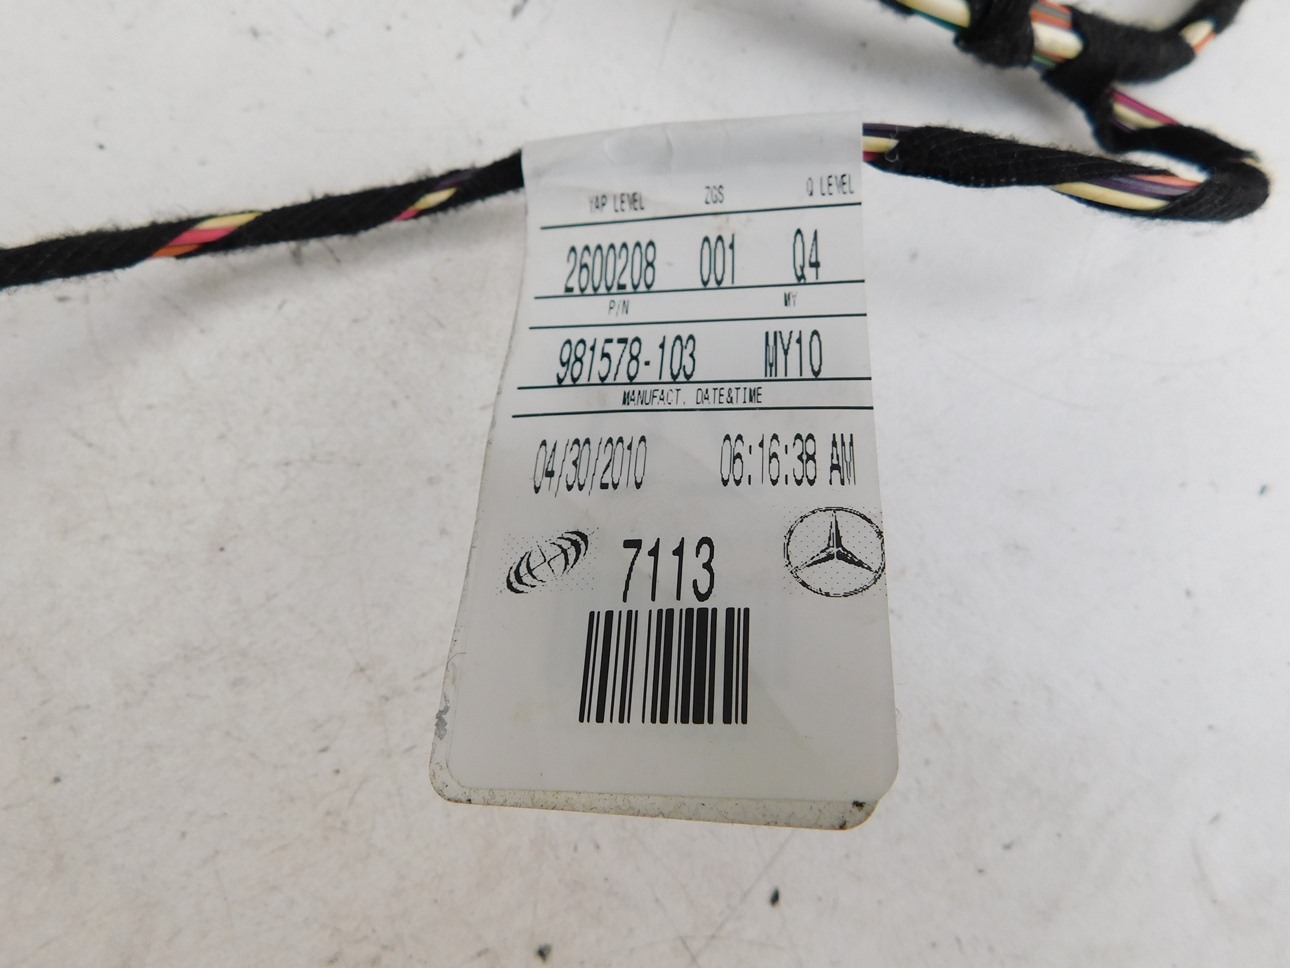 YAP LEVEL ZGS Q LEVEL
2600208 001 Q4
P/N MY
981578-103 MY10
MANUFACT. DATE&TIME
04/30/2010 06:16:38 AM
7113